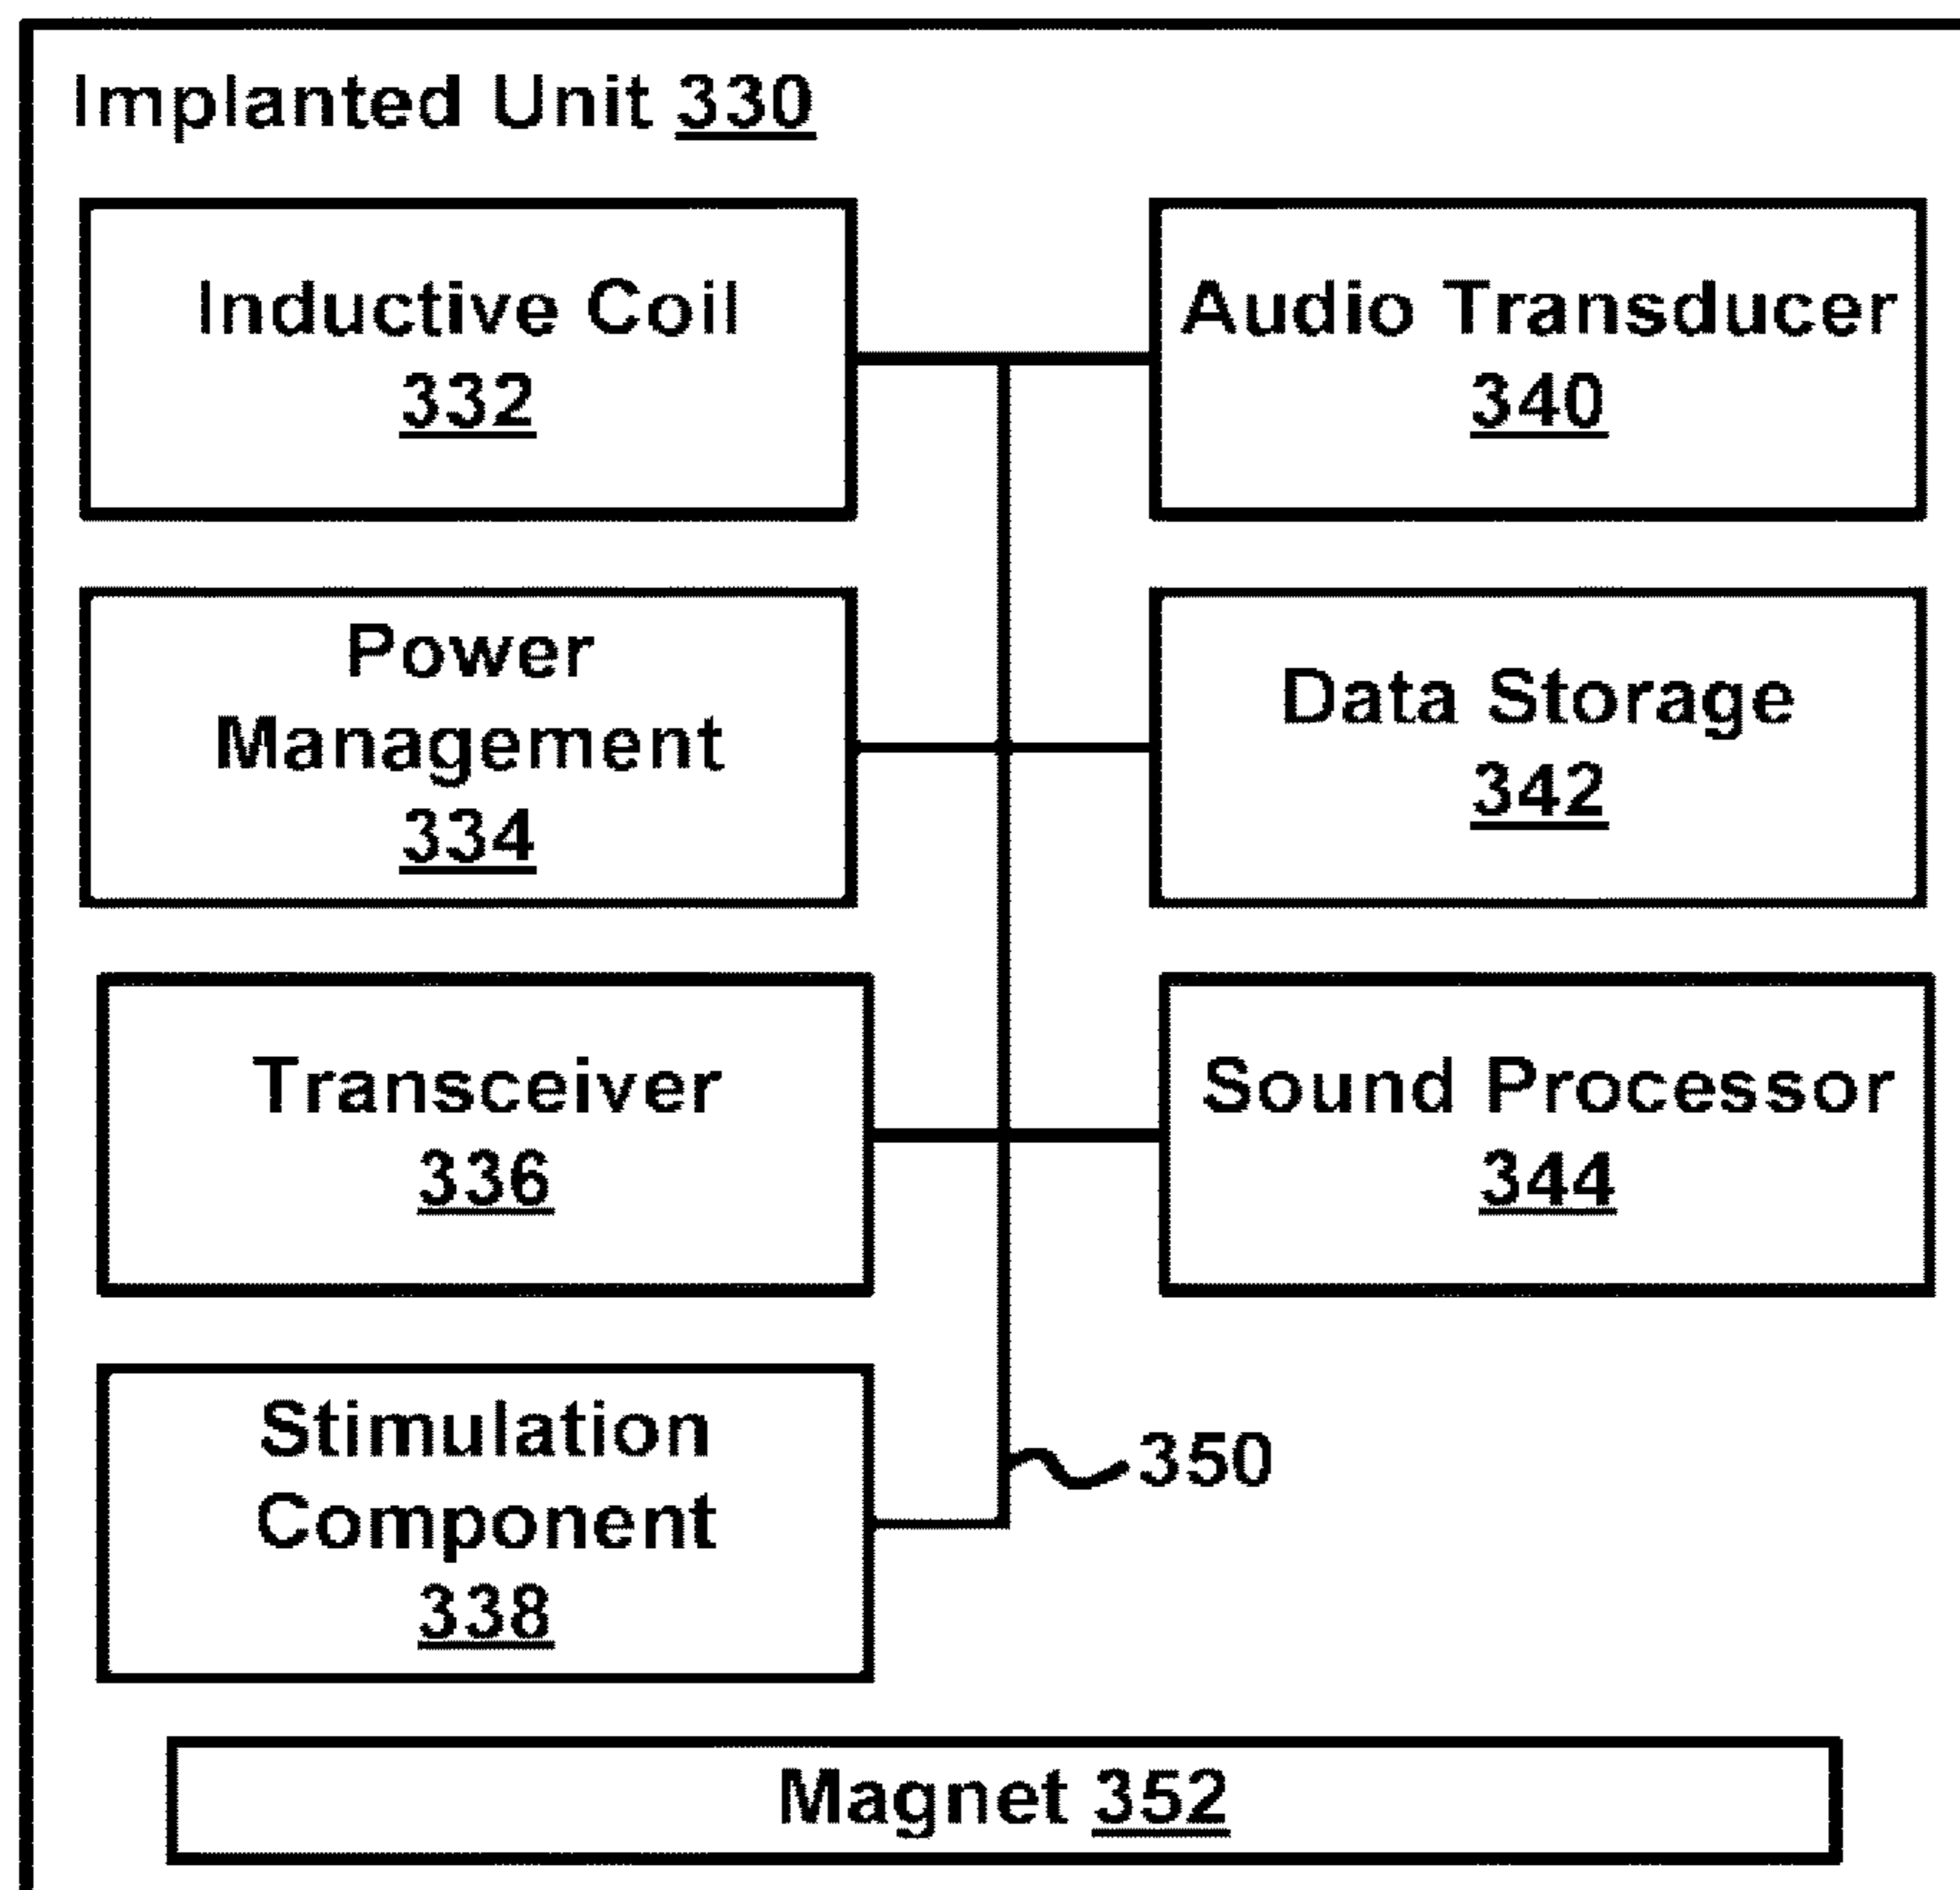 Implanted Unit 330
Inductive Coil
332
Audio Transducer
340
Power
Management
334
Data Storage
342
Transceiver
336
Sound Processor
344
Stimulation
Component
338
350
Magnet 352